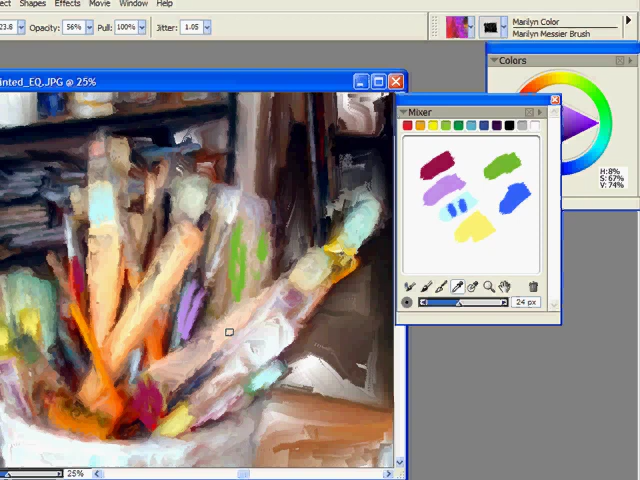 ect Shapes Effects Movie Window Help
23.8 Opacity: 56% Pull: 100% Jitter: 1.05
Marilyn Color
Marilyn Messier Brush
Colors
inted_EQ.JPG @ 25%
Mixer
H:8%
S:67%
V:74%
24 px
25%